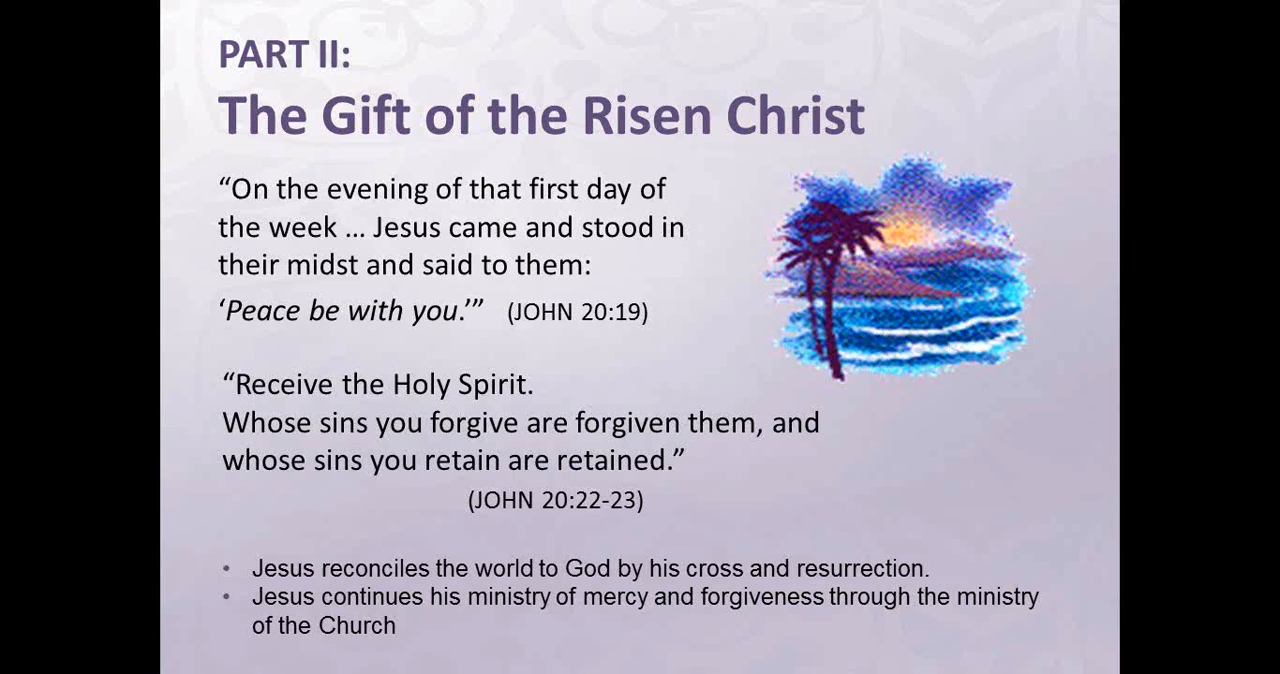 PART II:
The Gift of the Risen Christ
“On the evening of that first day of
the week … Jesus came and stood in
their midst and said to them:
‘Peace be with you.’” (JOHN 20:19)
“Receive the Holy Spirit.
Whose sins you forgive are forgiven them, and
whose sins you retain are retained.”
(JOHN 20:22-23)
• Jesus reconciles the world to God by his cross and resurrection.
• Jesus continues his ministry of mercy and forgiveness through the ministry
of the Church